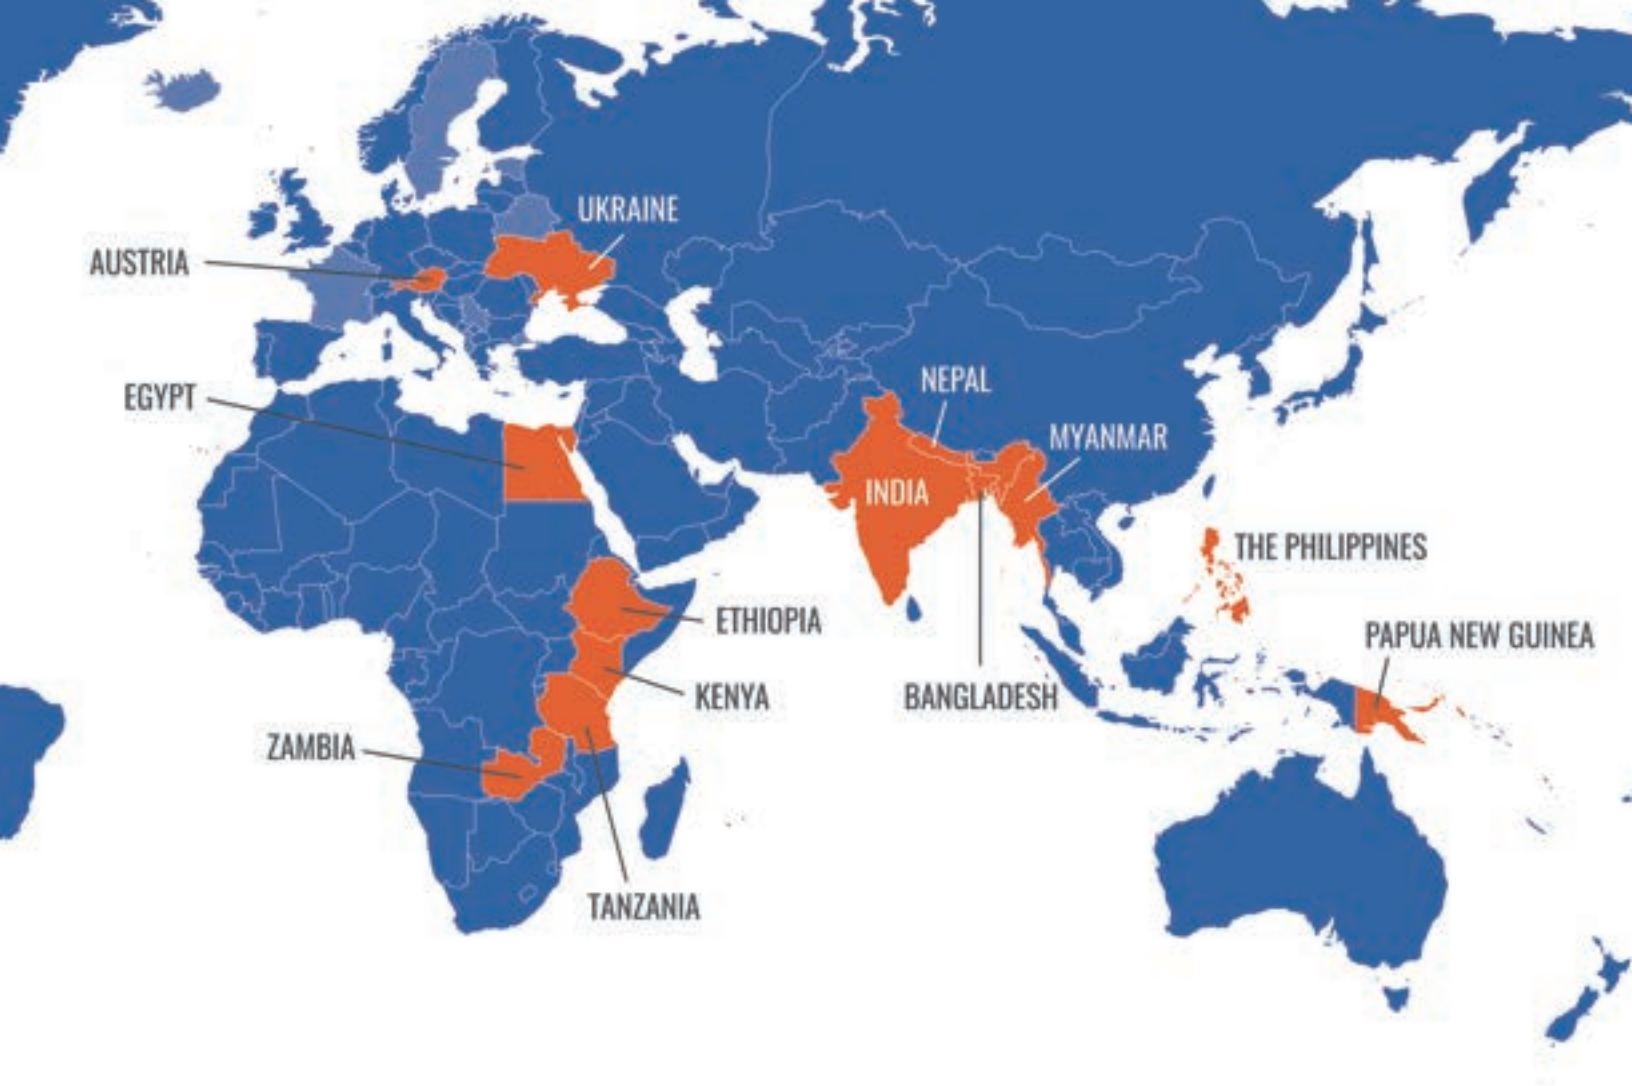 UKRAINE
AUSTRIA
NEPAL
EGYPT
MYANMAR
INDIA
THE PHILIPPINES
ETHIOPIA
PAPUA NEW GUINEA
KENYA
BANGLADESH
ZAMBIA
TANZANIA